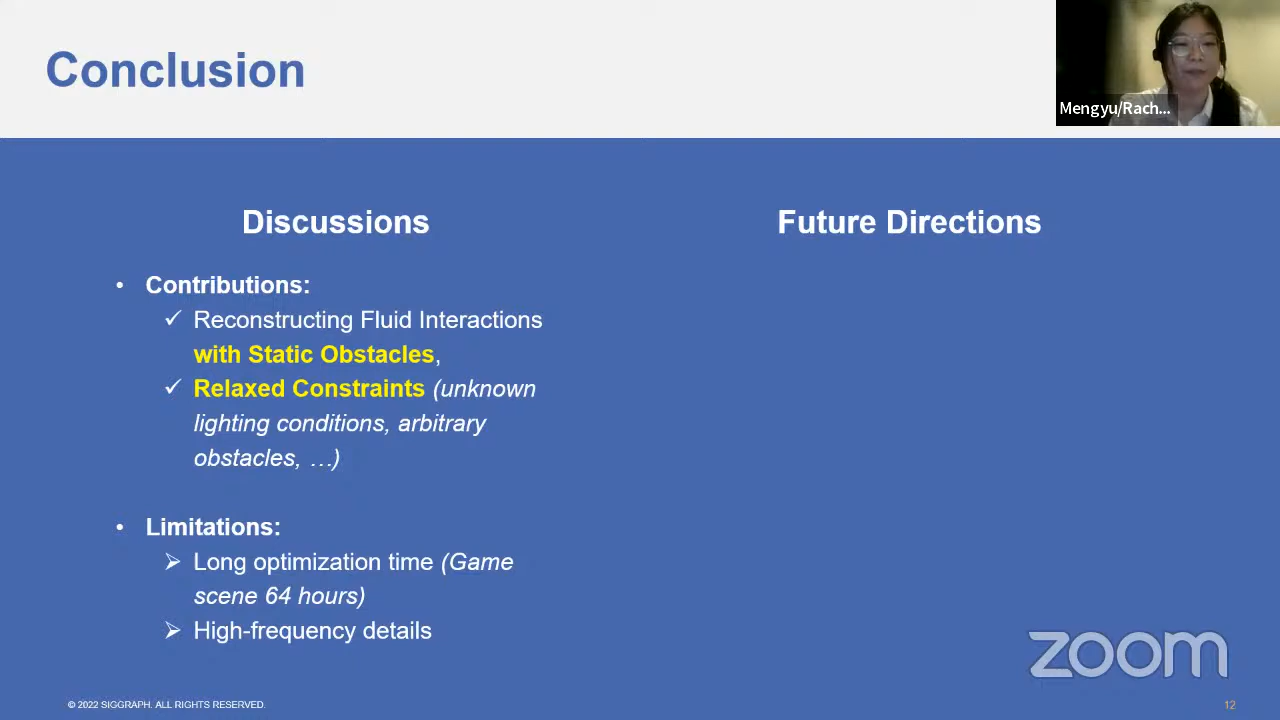 Conclusion
Mengyu/Rach...
Discussions
• Contributions:
✓ Reconstructing Fluid Interactions
with Static Obstacles,
✓ Relaxed Constraints (unknown
lighting conditions, arbitrary
obstacles, …)
• Limitations:
➢ Long optimization time (Game
scene 64 hours)
➢ High-frequency details
Future Directions
zoom
© 2022 SIGGRAPH. ALL RIGHTS RESERVED.
12